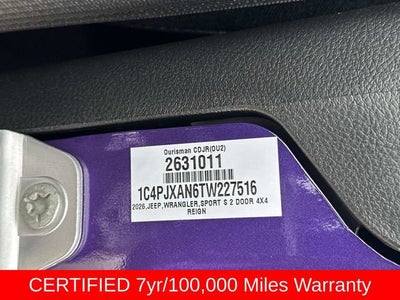 Ourisman CDJR(OU2)
2631011
1C4PJXAN6TW227516
2026,JEEP,WRANGLER,SPORT S 2 DOOR 4X4
REIGN
CERTIFIED 7yr/100,000 Miles Warranty